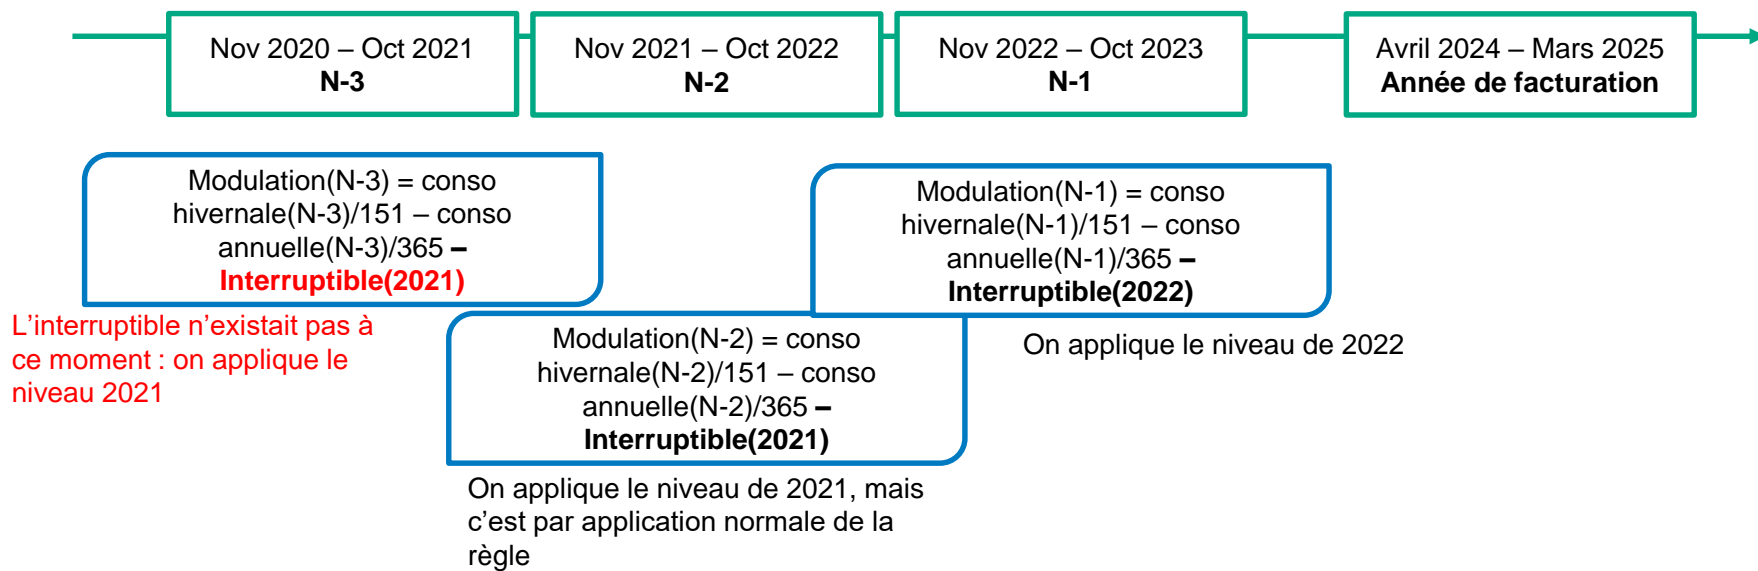 Nov 2020 – Oct 2021
N-3
Nov 2021 – Oct 2022
N-2
Nov 2022 – Oct 2023
N-1
Avril 2024 – Mars 2025
Année de facturation
Modulation(N-3) = conso
hivernale(N-3)/151 – conso
annuelle(N-3)/365 –
Interruptible(2021)
L’interruptible n’existait pas à
ce moment : on applique le
niveau 2021
Modulation(N-2) = conso
hivernale(N-2)/151 – conso
annuelle(N-2)/365 –
Interruptible(2021)
On applique le niveau de 2021, mais
c’est par application normale de la
règle
Modulation(N-1) = conso
hivernale(N-1)/151 – conso
annuelle(N-1)/365 –
Interruptible(2022)
On applique le niveau de 2022